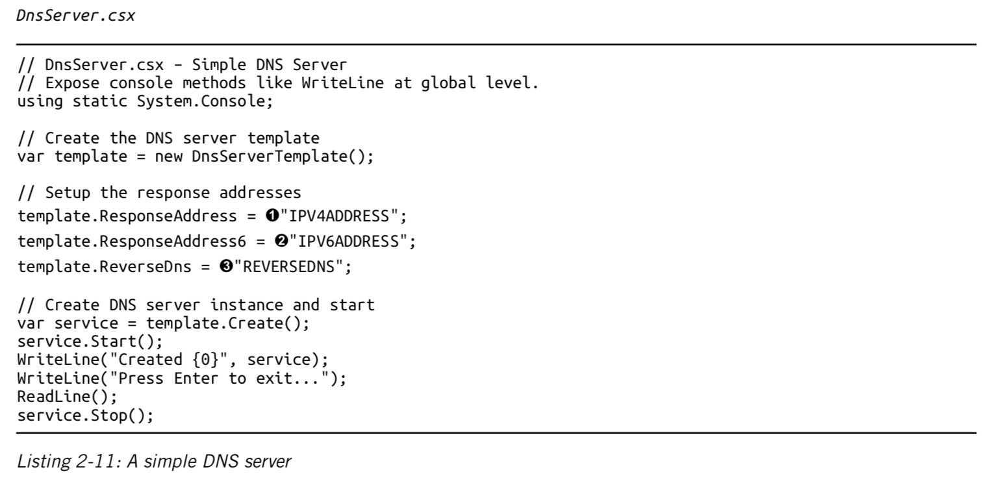 DnsServer.csx
// DnsServer.csx – Simple DNS Server
// Expose console methods like WriteLine at global level.
using static System.Console;
// Create the DNS server template
var template = new DnsServerTemplate();
// Setup the response addresses
template.ResponseAddress = ❶"IPV4ADDRESS";
template.ResponseAddress6 = ❷"IPV6ADDRESS";
template.ReverseDns = ❸"REVERSEDNS";
// Create DNS server instance and start
var service = template.Create();
service.Start();
WriteLine("Created {0}", service);
WriteLine("Press Enter to exit...");
ReadLine();
service.Stop();
Listing 2-11: A simple DNS server